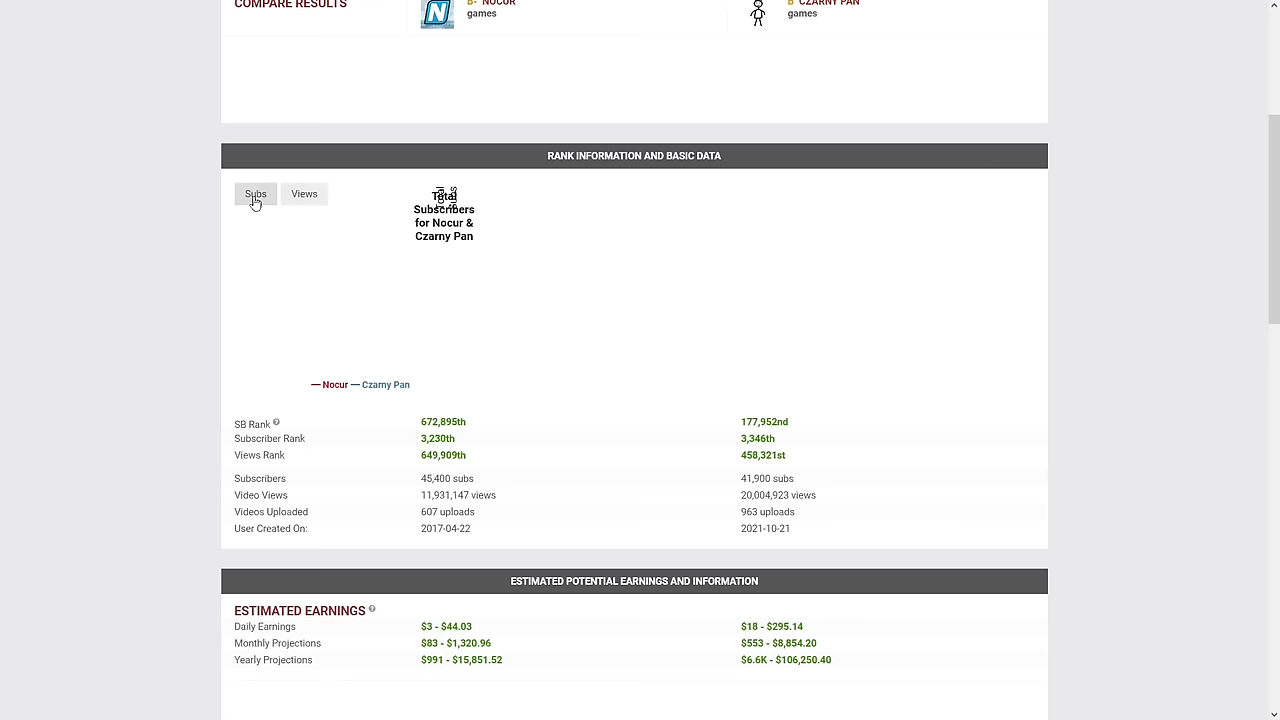 COMPARE RESULTS
B- NOCUR
games
B CZARNY PAN
games
RANK INFORMATION AND BASIC DATA
Subs Views
Total
Subscribers
for Nocur &
Czarny Pan
Nocur Czarny Pan
SB Rank 672,895th 177,952nd
Subscriber Rank 3,230th 3,346th
Views Rank 649,909th 458,321st
Subscribers 45,400 subs 41,900 subs
Video Views 11,931,147 views 20,004,923 views
Videos Uploaded 607 uploads 963 uploads
User Created On: 2017-04-22 2021-10-21
ESTIMATED POTENTIAL EARNINGS AND INFORMATION
ESTIMATED EARNINGS
Daily Earnings $3 - $44.03 $18 - $295.14
Monthly Projections $83 - $1,320.96 $553 - $8,854.20
Yearly Projections $991 - $15,851.52 $6.6K - $106,250.40